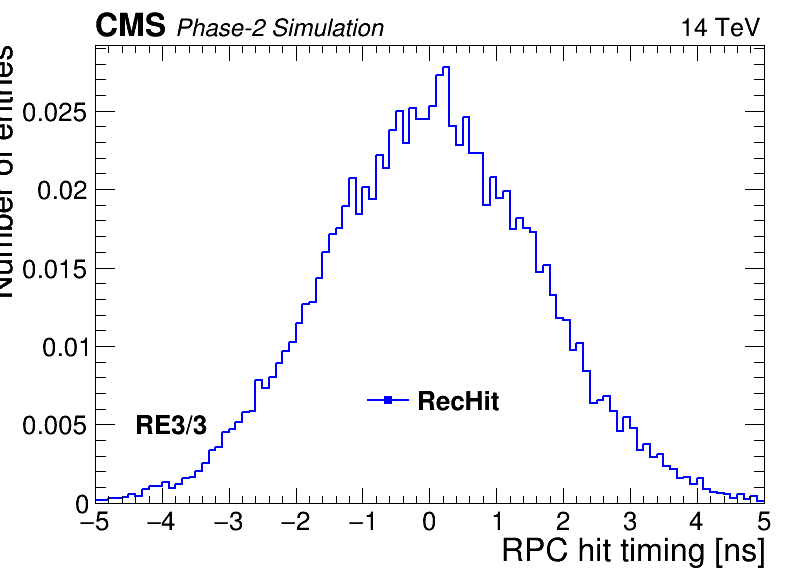 CMS Phase-2 Simulation 14 TeV
Number of entries
0.025
0.02
0.015
0.01
0.005
0
RE3/3
RecHit
−5 −4 −3 −2 −1 0 1 2 3 4 5
RPC hit timing [ns]